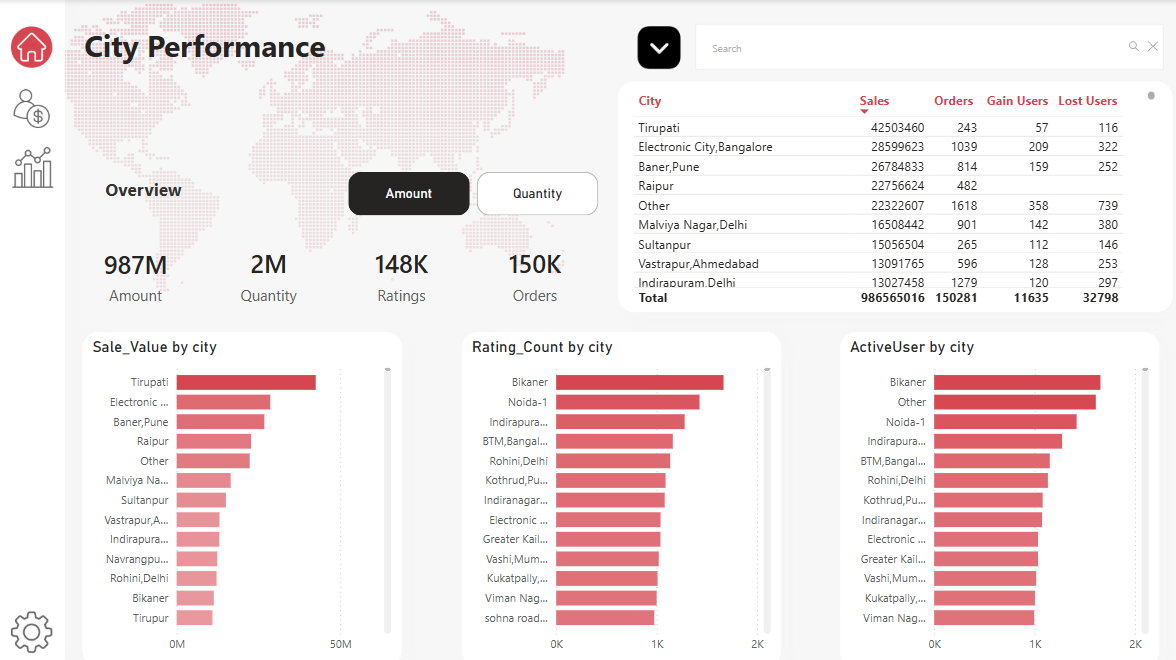 City Performance
Search
City Sales Orders Gain Users Lost Users
Tirupati 42503460 243 57 116
Electronic City,Bangalore 28599623 1039 209 322
Baner,Pune 26784833 814 159 252
Raipur 22756624 482
Other 22322607 1618 358 739
Malviya Nagar,Delhi 16508442 901 142 380
Sultanpur 15056504 265 112 146
Vastrapur,Ahmedabad 13091765 596 128 253
Indirapuram,Delhi 13027458 1279 120 297
Total 986565016 150281 11635 32798
Overview
Amount Quantity
987M 2M 148K 150K
Amount Quantity Ratings Orders
Sale_Value by city
Tirupati
Electronic ...
Baner,Pune
Raipur
Other
Malviya Na...
Sultanpur
Vastrapur,A...
Indirapura...
Navrangpu...
Rohini,Delhi
Bikaner
Tirupur
0M 50M
Rating_Count by city
Bikaner
Noida-1
Indirapura...
BTM,Bangal...
Rohini,Delhi
Kothrud,Pu...
Indiranagar...
Electronic ...
Greater Kail...
Vashi,Mum...
Kukatpally,...
Viman Nag...
sohna road...
0K 1K 2K
ActiveUser by city
Bikaner
Other
Noida-1
Indirapura...
BTM,Bangal...
Rohini,Delhi
Kothrud,Pu...
Indiranagar...
Electronic ...
Greater Kail...
Vashi,Mum...
Kukatpally,...
Viman Nag...
0K 1K 2K